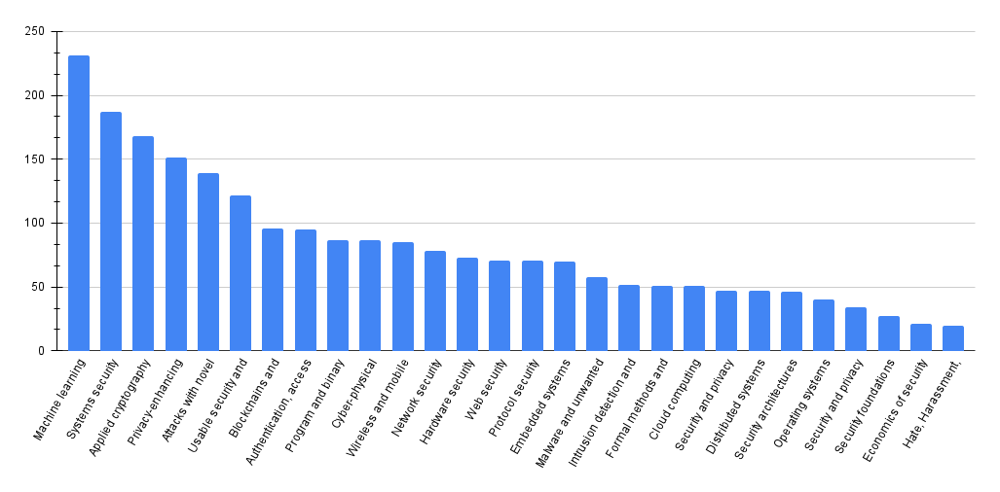 250
200
150
100
50
0
Machine learning
Systems security
Applied cryptography
Privacy-enhancing
Attacks with novel
Usable security and
Blockchains and
Authentication, access
Program and binary
Cyber-physical
Wireless and mobile
Network security
Hardware security
Web security
Protocol security
Embedded systems
Malware and unwanted
Intrusion detection and
Formal methods and
Cloud computing
Security and privacy
Distributed systems
Security architectures
Operating systems
Security and privacy
Security foundations
Economics of security
Hate, Harassment,